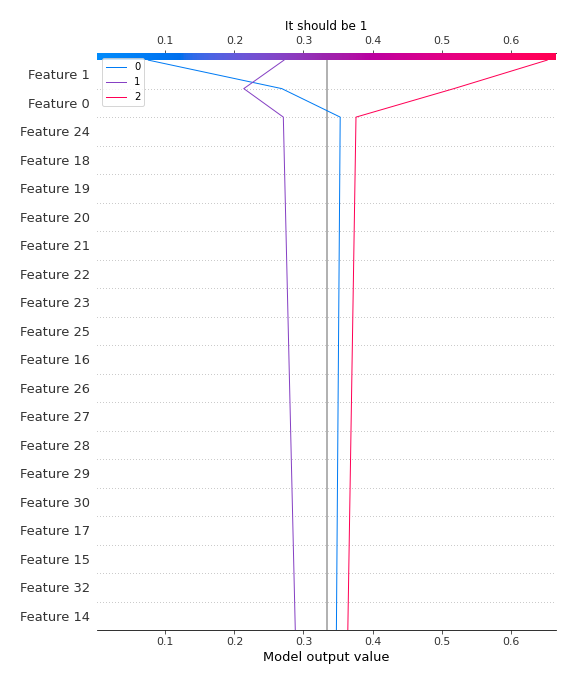 It should be 1
0.1 0.2 0.3 0.4 0.5 0.6
0
1
2
Feature 1
Feature 0
Feature 24
Feature 18
Feature 19
Feature 20
Feature 21
Feature 22
Feature 23
Feature 25
Feature 16
Feature 26
Feature 27
Feature 28
Feature 29
Feature 30
Feature 17
Feature 15
Feature 32
Feature 14
0.1 0.2 0.3 0.4 0.5 0.6
Model output value